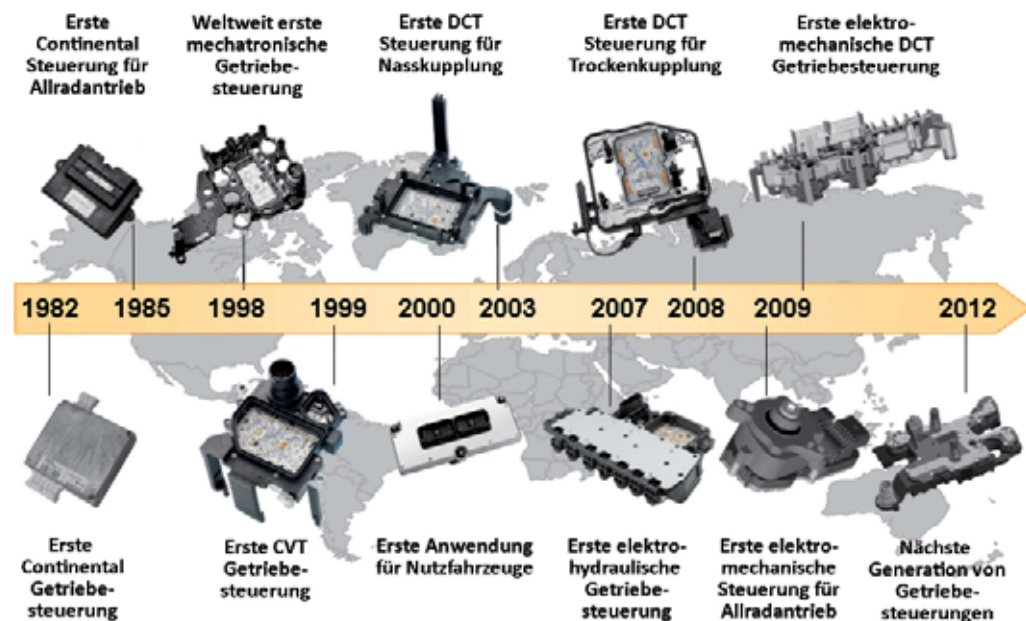 Erste
Continental
Steuerung für
Allradantrieb
Weltweit erste
mechatronische
Getriebe-
steuerung
Erste DCT
Steuerung für
Nasskupplung
Erste DCT
Steuerung für
Trockenkupplung
Erste elektro-
mechanische DCT
Getriebesteuerung
1982 1985 1998 1999 2000 2003 2007 2008 2009 2012
Erste
Continental
Getriebe-
steuerung
Erste CVT
Getriebe-
steuerung
Erste Anwendung
für Nutzfahrzeuge
Erste elektro-
hydraulische
Getriebe-
steuerung
Erste elektro-
mechanische
Steuerung für
Allradantrieb
Nächste
Generation von
Getriebe-
steuerungen